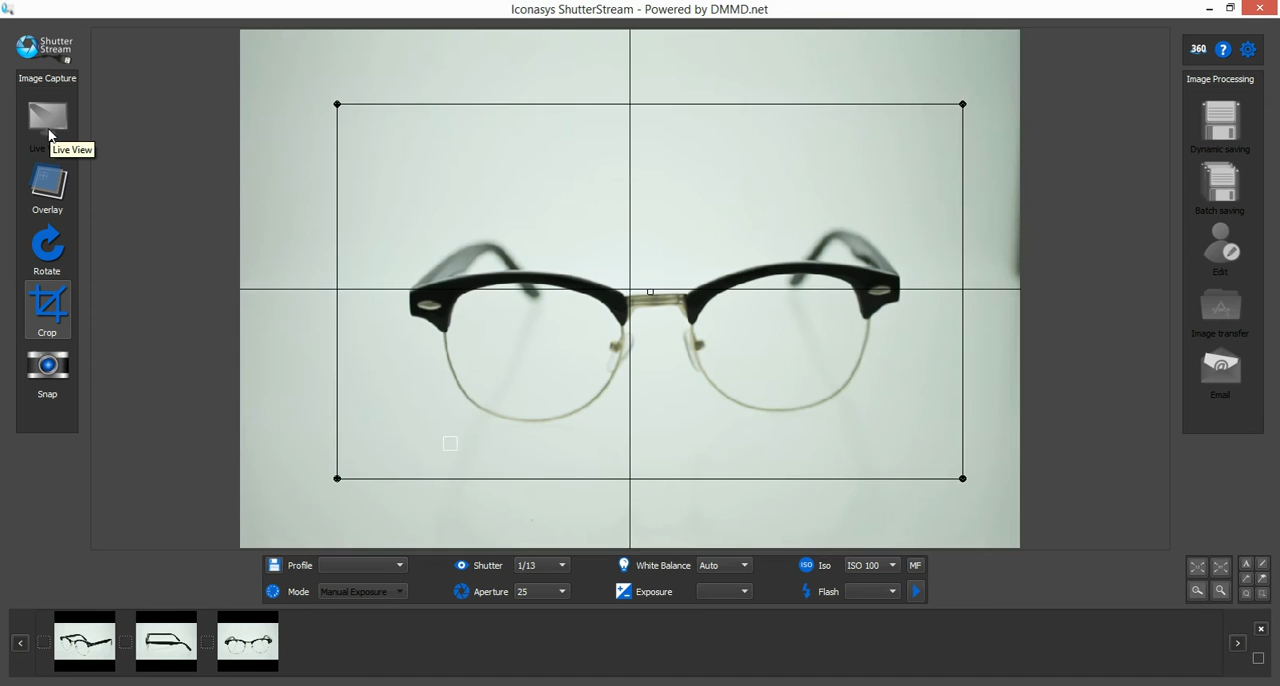 Iconasys ShutterStream - Powered by DMMD.net
Shutter
Stream
Image Capture
Live View
Overlay
Rotate
Crop
Snap
360
?
Image Processing
Dynamic saving
Batch saving
Edit
Image transfer
Email
Profile
Shutter 1/13
White Balance Auto
ISO Iso ISO 100 MF
Mode Manual Exposure
Aperture 25
Exposure
Flash